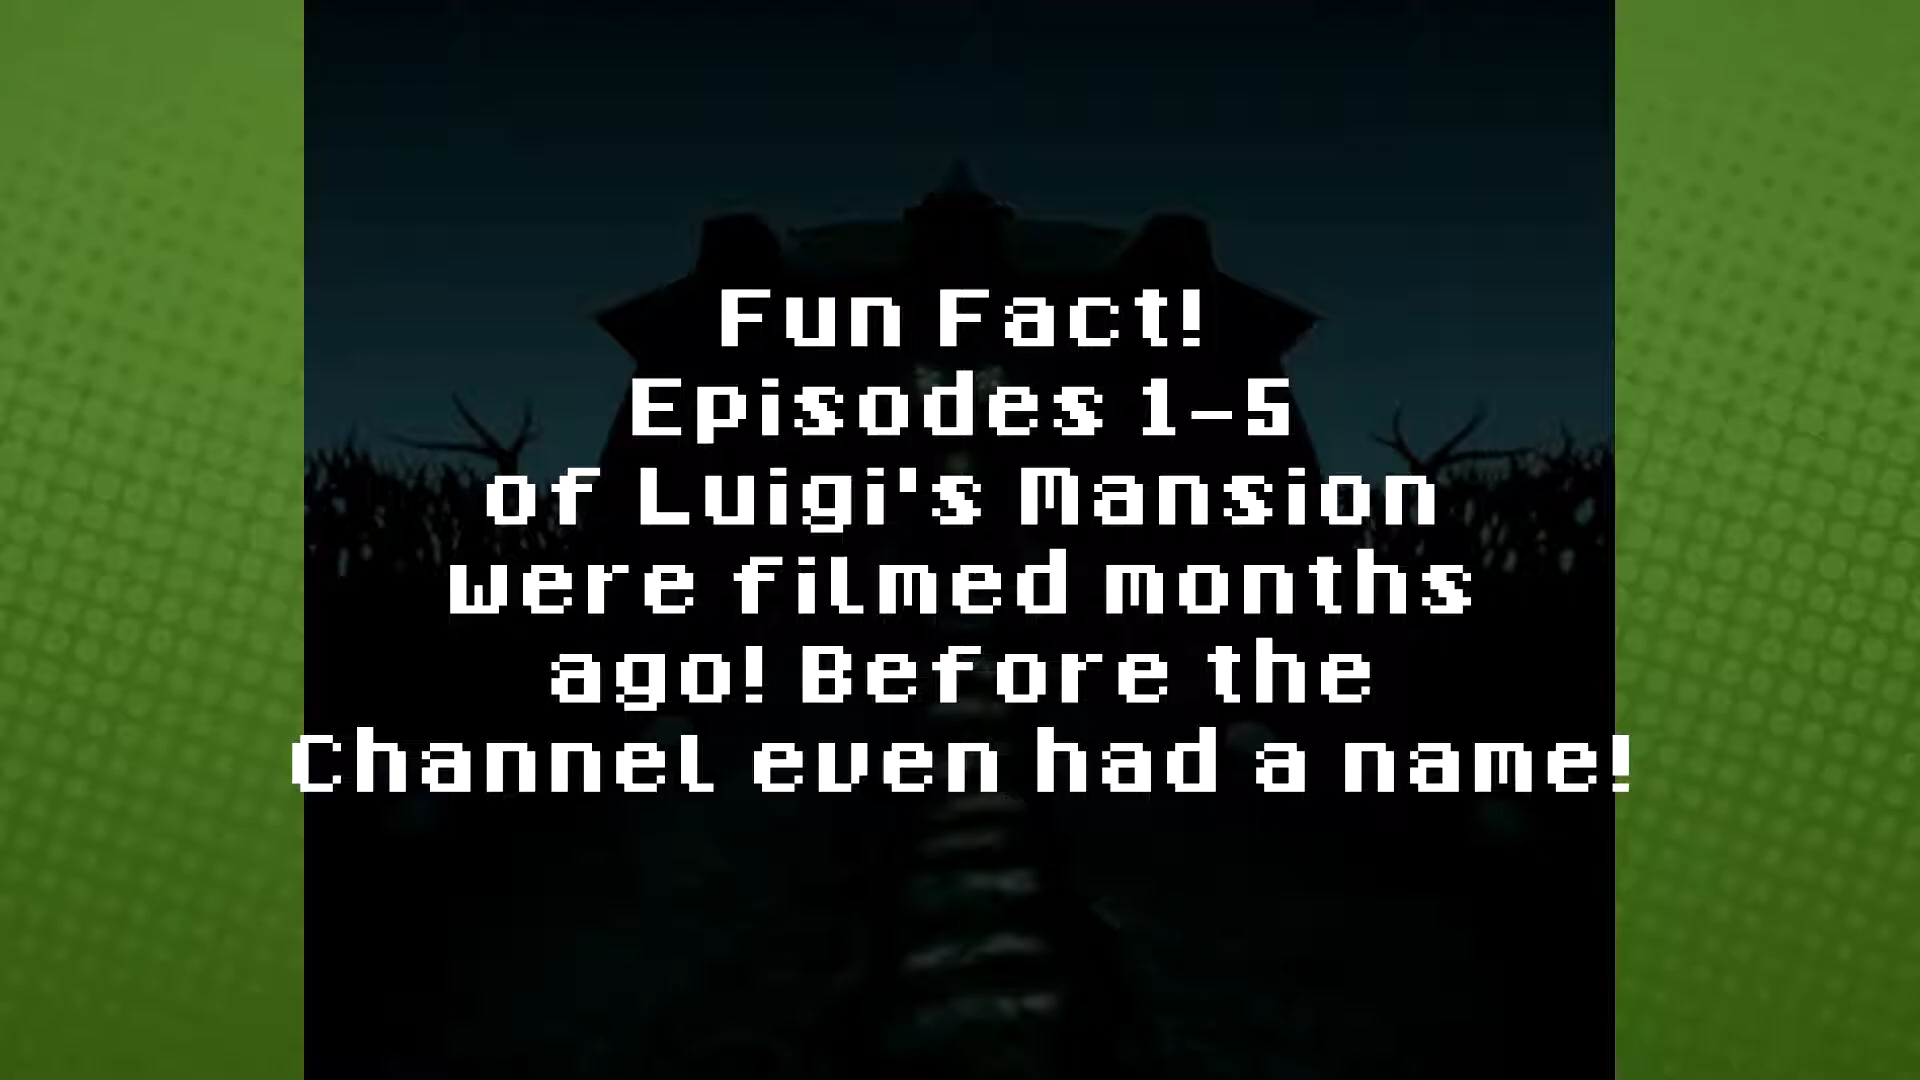 Fun Fact!
Episodes 1-5
of Luigi's Mansion
were filmed months
ago! Before the
Channel even had a name!